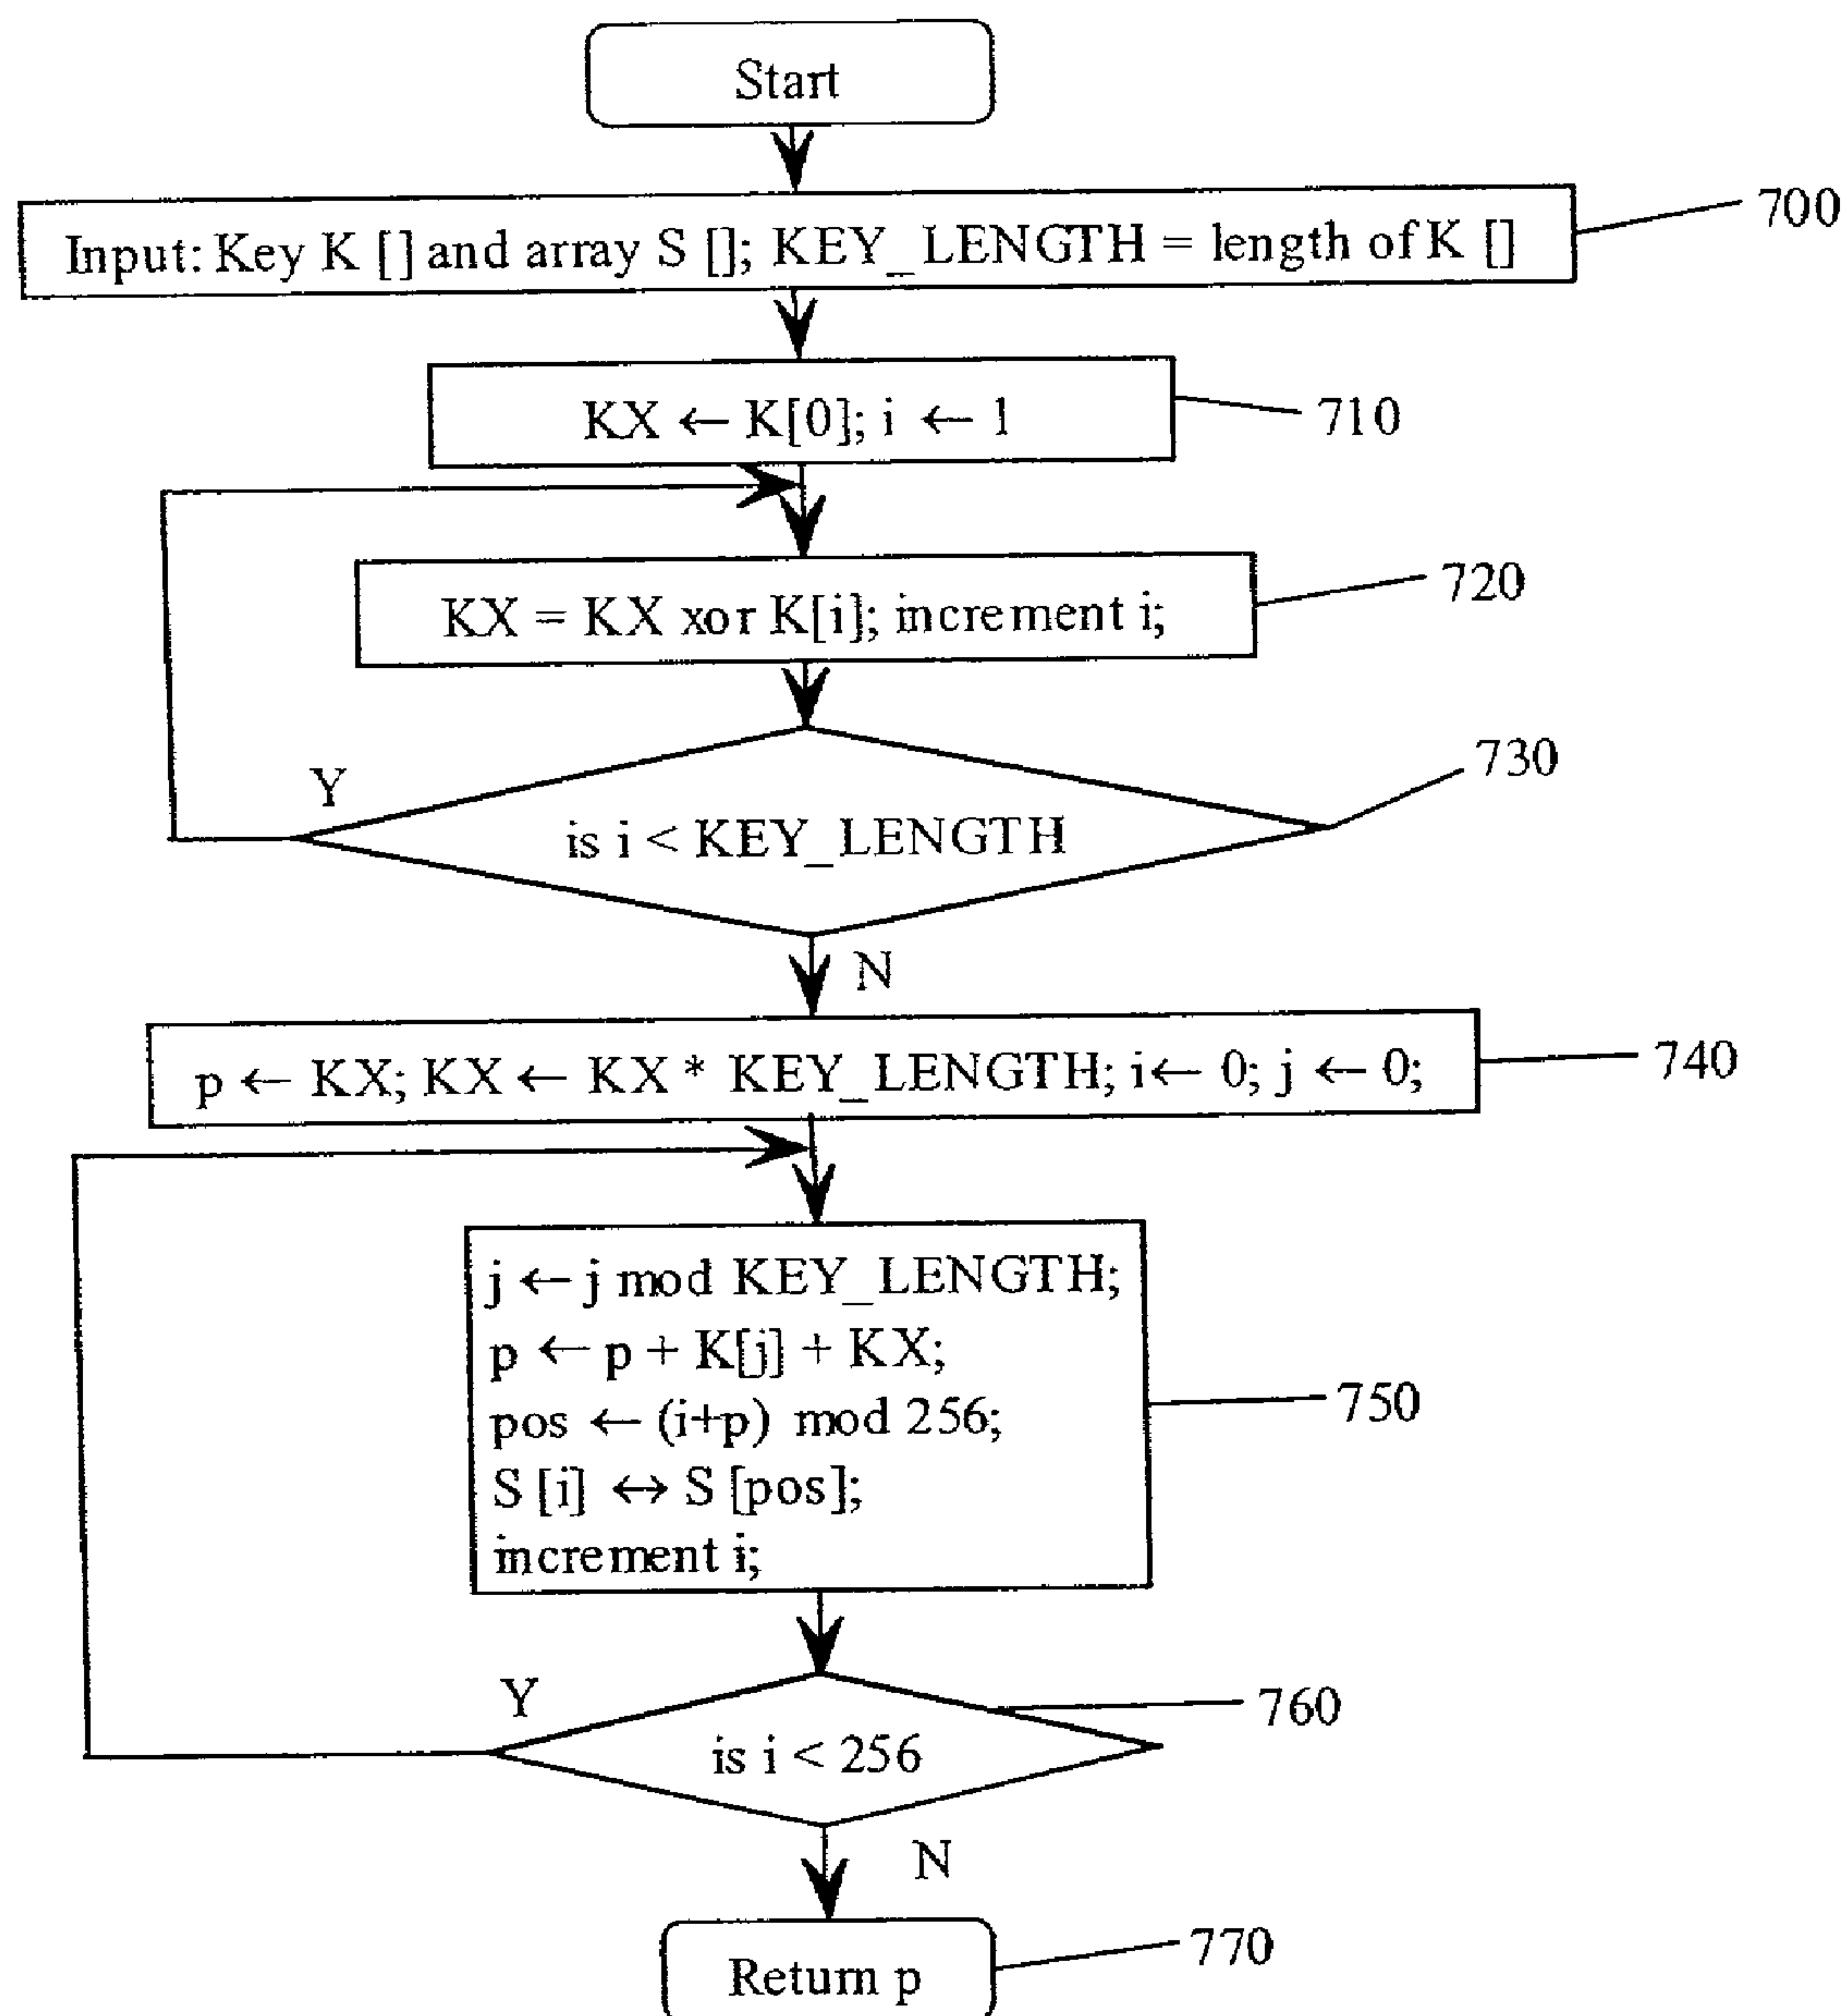 Start
Input: Key K [] and array S []; KEY_LENGTH = length of K []
700
KX ← K[0]; i ← 1
710
KX = KX xor K[i]; increment i;
720
730
Y
is i < KEY_LENGTH
N
p ← KX; KX ← KX * KEY_LENGTH; i← 0; j ← 0;
740
j ← j mod KEY_LENGTH;
p ← p + K[j] + KX;
pos ← (i+p) mod 256;
S [i] ↔ S [pos];
increment i;
750
Y
760
is i < 256
N
Return p
770